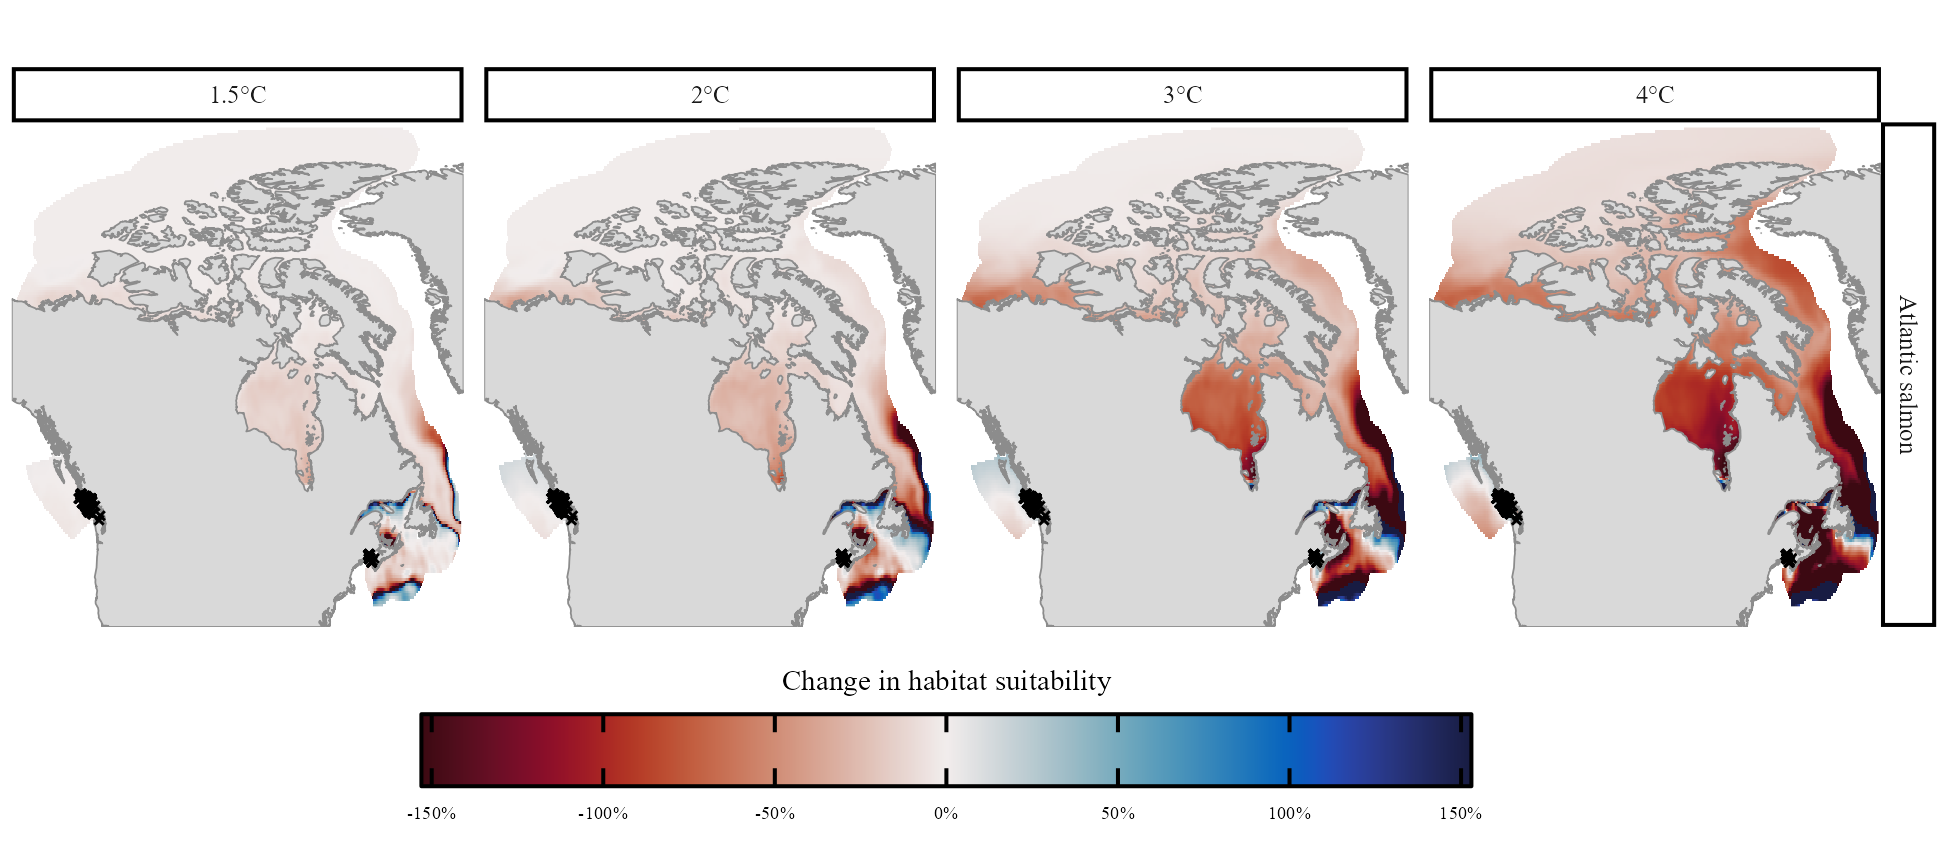 1.5°C
2°C
3°C
4°C
Atlantic salmon
Change in habitat suitability
-150%
-100%
-50%
0%
50%
100%
150%